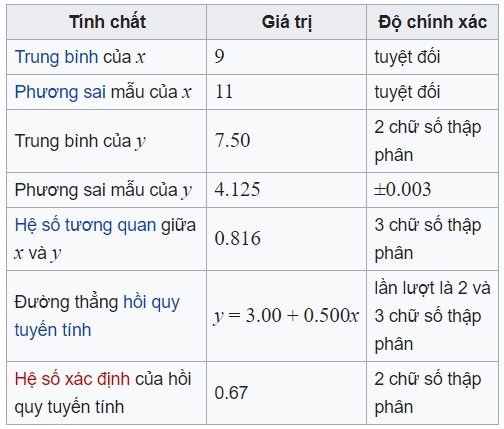 Tính chất Giá trị Độ chính xác
Trung bình của x 9 tuyệt đối
Phương sai mẫu của x 11 tuyệt đối
Trung bình của y 7.50 2 chữ số thập
phân
Phương sai mẫu của y 4.125 ±0.003
Hệ số tương quan giữa
x và y
0.816
3 chữ số thập
phân
Đường thẳng hồi quy
tuyến tính
y = 3.00 + 0.500x
lần lượt là 2 và
3 chữ số thập
phân
Hệ số xác định của hồi
quy tuyến tính
0.67
2 chữ số thập
phân